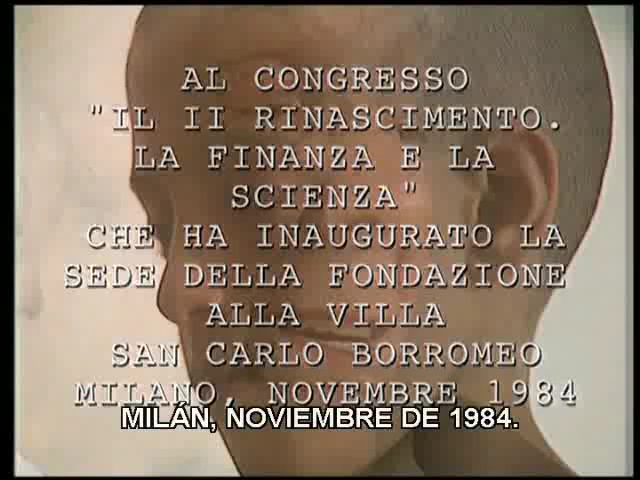 AL CONGRESSO
"IL II RINASCIMENTO.
LA FINANZA E LA
SCIENZA"
CHE HA INAUGURATO LA
SEDE DELLA FONDAZIONE
ALLA VILLA
SAN CARLO BORROMEO
MILANO, NOVEMBRE 1984
MILÁN, NOVIEMBRE DE 1984.